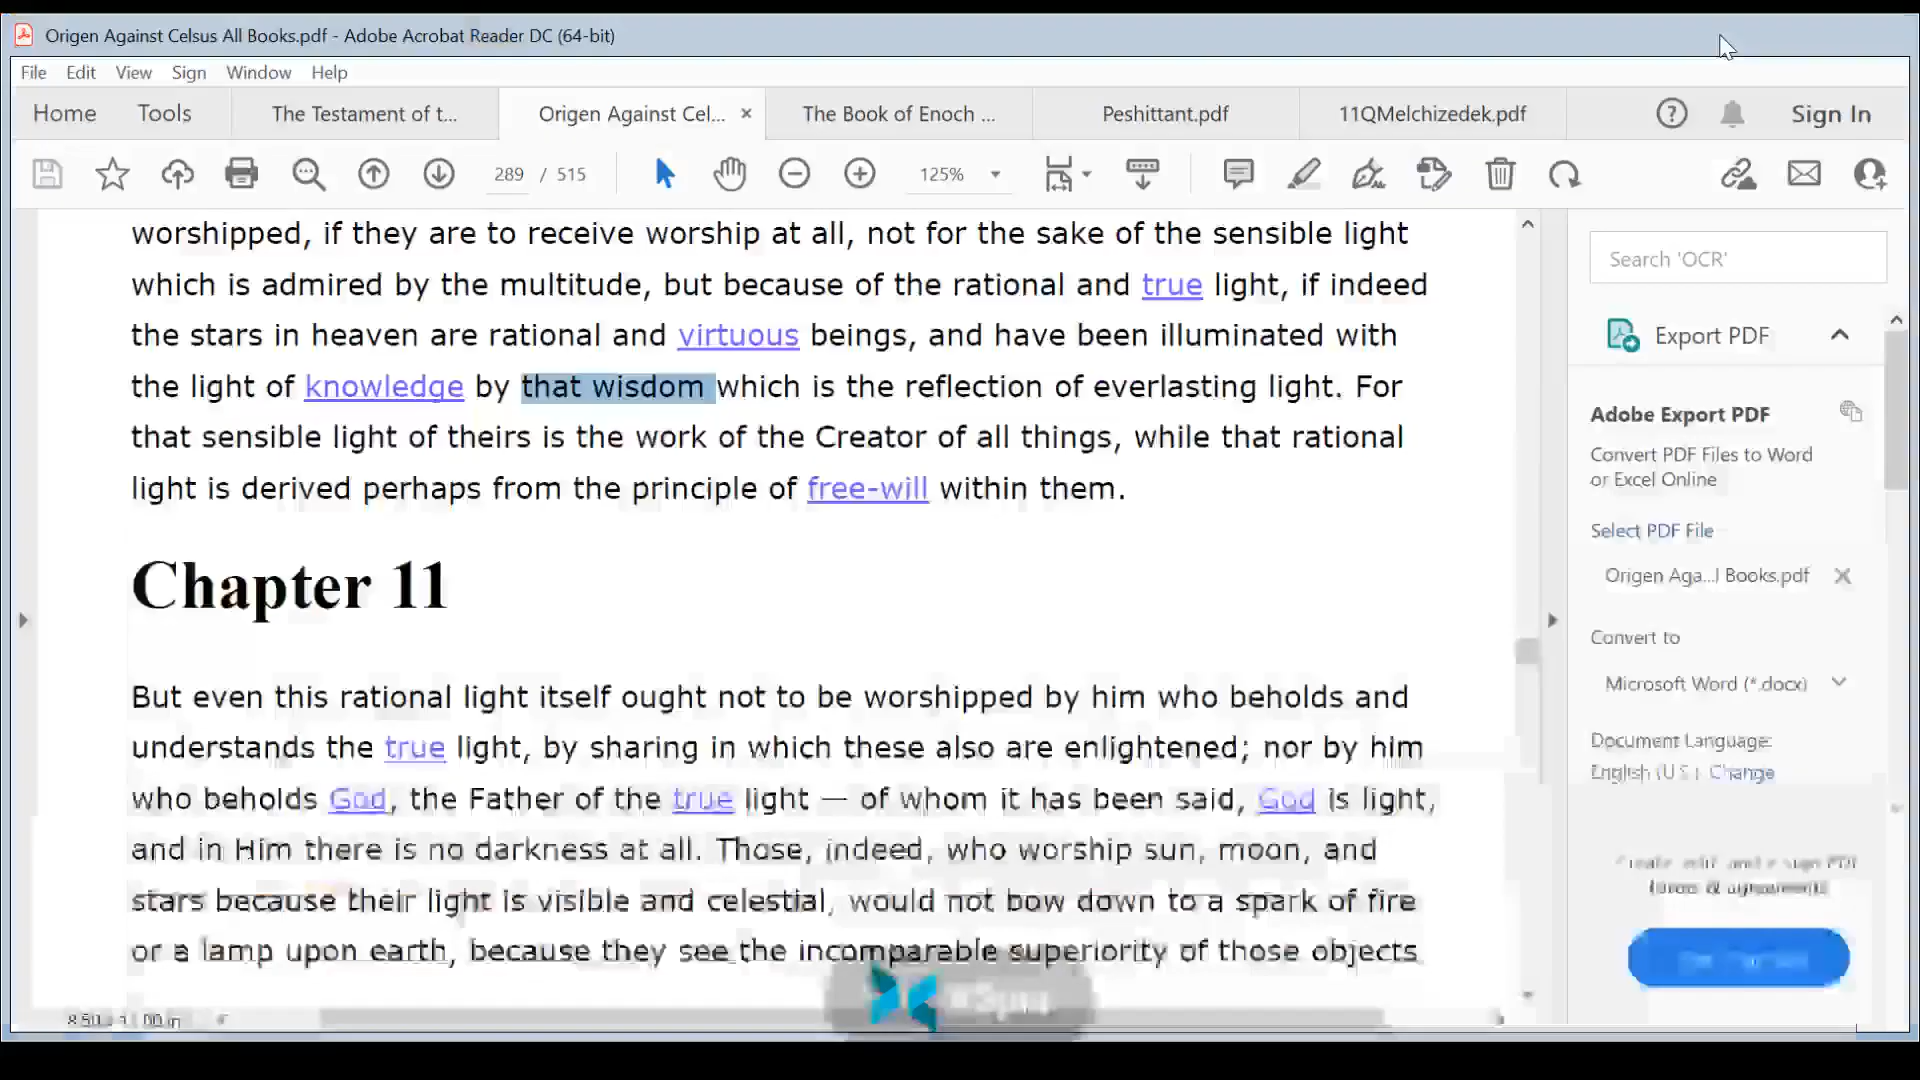 Origen Against Celsus All Books.pdf - Adobe Acrobat Reader DC (64-bit)
File Edit View Sign Window Help
Home Tools The Testament of t... Origen Against Cel... × The Book of Enoch ... Peshittant.pdf 11QMelchizedek.pdf Sign In
289 / 515 125%
worshipped, if they are to receive worship at all, not for the sake of the sensible light
which is admired by the multitude, but because of the rational and true light, if indeed
the stars in heaven are rational and virtuous beings, and have been illuminated with
the light of knowledge by that wisdom which is the reflection of everlasting light. For
that sensible light of theirs is the work of the Creator of all things, while that rational
light is derived perhaps from the principle of free-will within them.
Chapter 11
But even this rational light itself ought not to be worshipped by him who beholds and
understands the true light, by sharing in which these also are enlightened; nor by him
who beholds God, the Father of the true light — of whom it has been said, God is light,
and in Him there is no darkness at all. Those, indeed, who worship sun, moon, and
stars because their light is visible and celestial, would not bow down to a spark of fire
or a lamp upon earth, because they see the incomparable superiority of those objects
8.50 x 11.00 in
Search 'OCR'
Export PDF
Adobe Export PDF
Convert PDF Files to Word
or Excel Online
Select PDF File
Origen Aga...l Books.pdf
Convert to
Microsoft Word (*.docx)
Document Language:
English (U.S.) Change